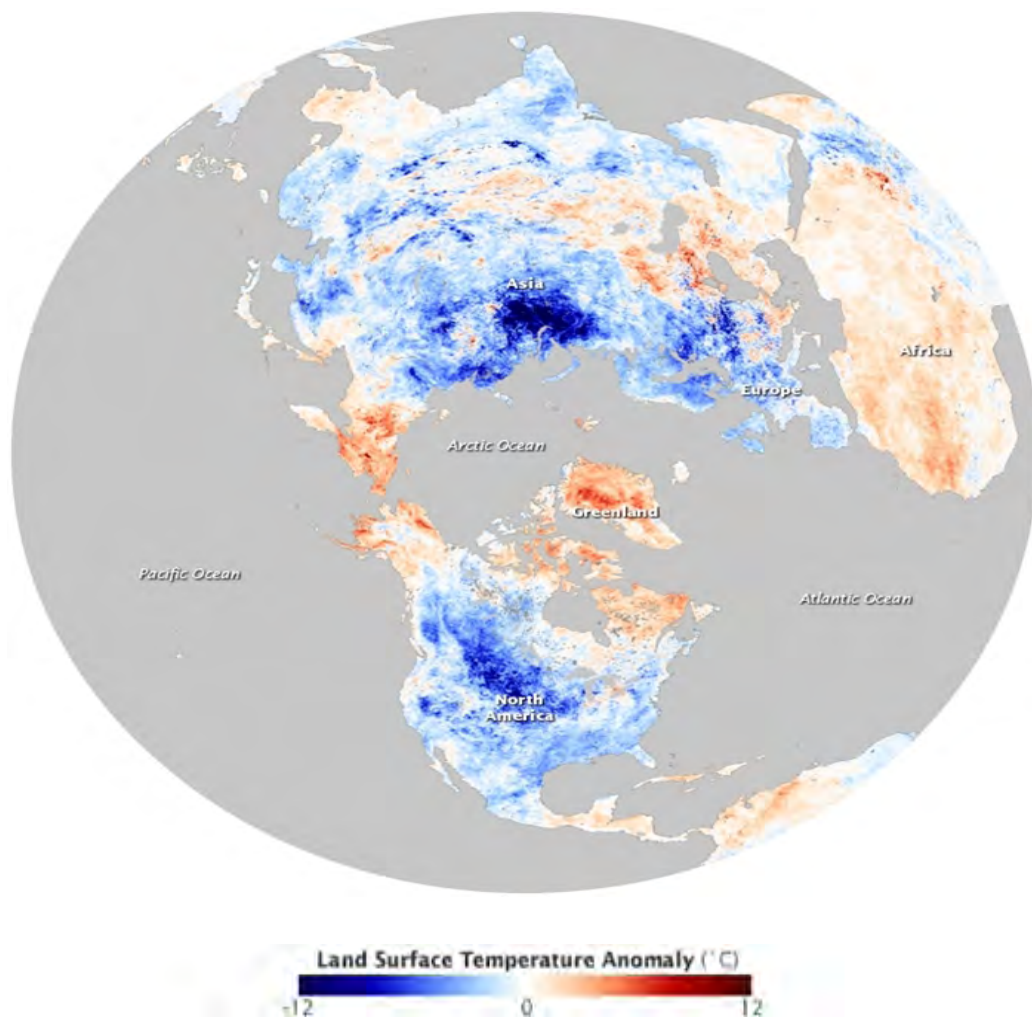 Asia
Africa
Europe
Arctic Ocean
Greenland
Pacific Ocean
Atlantic Ocean
North
America
Land Surface Temperature Anomaly (˚C)
-12 0 12